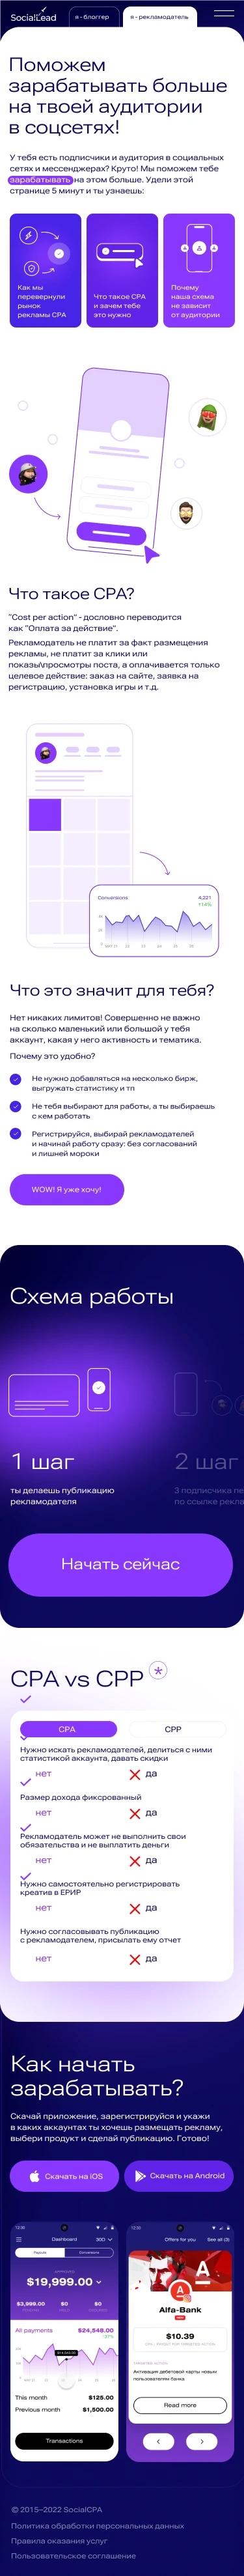 SocialLead
я - блоггер
я - рекламодатель
Поможем
зарабатывать больше
на твоей аудитории
в соцсетях!
У тебя есть подписчики и аудитория в социальных
сетях и мессенджерах? Круто! Мы поможем тебе
зарабатывать на этом больше. Удели этой
странице 5 минут и ты узнаешь:
Как мы
перевернули
рынок
рекламы CPA
Что такое CPA
и зачем тебе
это нужно
Почему
наша схема
не зависит
от аудитории
Что такое CPA?
"Cost per action" - дословно переводится
как "Оплата за действие".
Рекламодатель не платит за факт размещения
рекламы, не платит за клики или
показы\просмотры поста, а оплачивается только
целевое действие: заказ на сайте, заявка на
регистрацию, установка игры и т.д.
Conversions
4,221
Что это значит для тебя?
Нет никаких лимитов! Совершенно не важно
на сколько маленький или большой у тебя
аккаунт, какая у него активность и тематика.
Почему это удобно?
Не нужно добавляться на несколько бирж,
выгружать статистику и тп
Не тебя выбирают для работы, а ты выбираешь
с кем работать
Регистрируйся, выбирай рекламодателей
и начинай работу сразу: без согласований
и лишней мороки
WOW! Я уже хочу!
Схема работы
1 шаг
ты делаешь публикацию
рекламодателя
2 шаг
3 подписчика пе
по ссылке рекла
Начать сейчас
CPA vs CPP
CPA
CPP
Нужно искать рекламодателей, делиться с ними
статистикой аккаунта, давать скидки
нет
да
Размер дохода фиксрованный
нет
да
Рекламодатель может не выполнить свои
обязательства и не выплатить деньги
нет
да
Нужно самостоятельно регистрировать
креатив в ЕРИР
нет
да
Нужно согласовывать публикацию
с рекламодателем, присылать ему отчет
нет
да
Как начать
зарабатывать?
Скачай приложение, зарегистрируйся и укажи
в каких аккаунтах ты хочешь размещать рекламу,
выбери продукт и сделай публикацию. Готово!
Скачать на iOS
Скачать на Android
Dashboard
30D
Payouts
Conversions
$19,999.00
$3,999.00
$0
$0
All payments
$24,548.00
This month
$125.00
Previous month
$1,500.00
Transactions
Offers for you
See all (3)
Alfa-Bank
$10.39
Активация дебетовой карты новым
пользователем банка
Read more
© 2015–2022 SocialCPA
Политика обработки персональных данных
Правила оказания услуг
Пользовательское соглашение